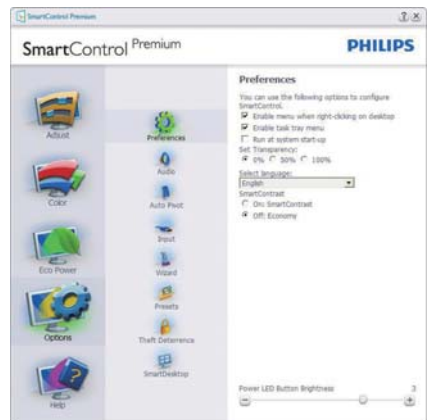 SmartControl Premium
SmartControl Premium
PHILIPS
Adjust
Color
Eco Power
Options
Help
Preferences
Audio
Auto Pivot
Input
Wizard
Presets
Theft Deterrence
SmartDesktop
Preferences
You can use the following options to configure
SmartControl.
Enable menu when right-clicking on desktop
Enable task tray menu
Run at system start-up
Set Transparency:
0% 50% 100%
Select language:
English
SmartContrast
On: SmartContrast
Off: Economy
Power LED Button Brightness 3